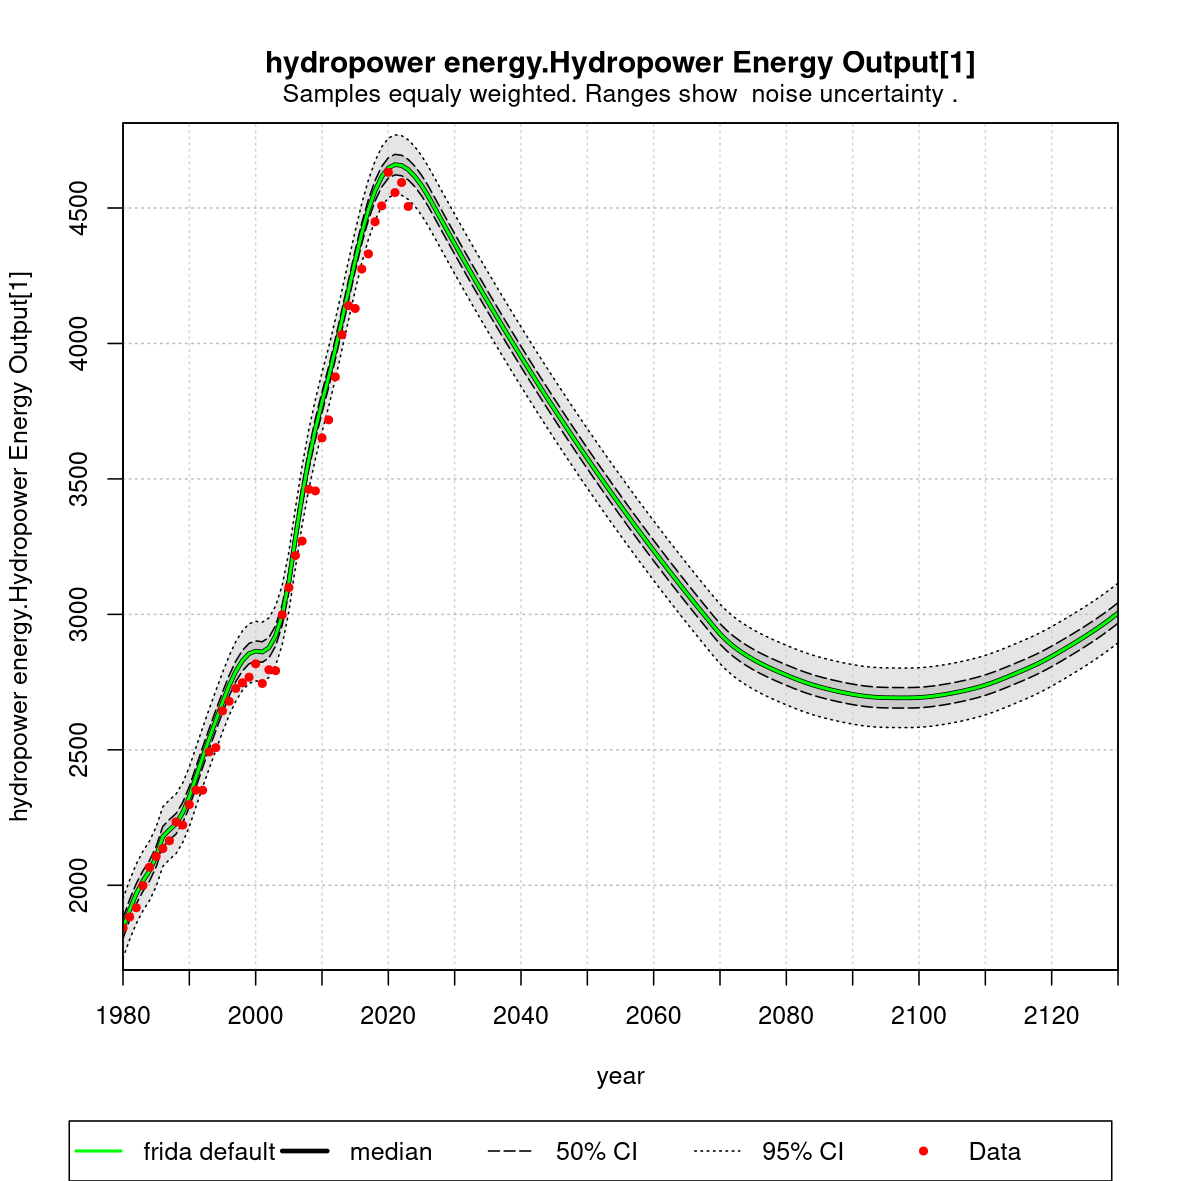 hydropower energy.Hydropower Energy Output[1]
Samples equaly weighted. Ranges show  noise uncertainty .
hydropower energy.Hydropower Energy Output[1]
4500
4000
3500
3000
2500
2000
1980 2000 2020 2040 2060 2080 2100 2120
year
frida default median 50% CI 95% CI Data